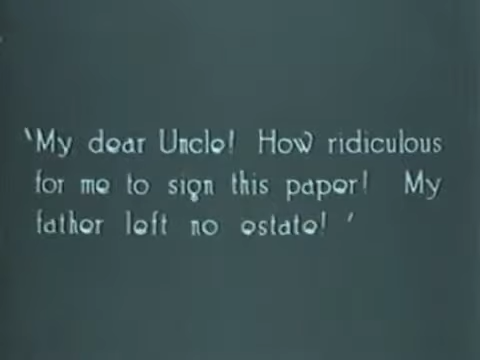 'My dear Uncle! How ridiculous
for me to sign this paper! My
father left no estate!'